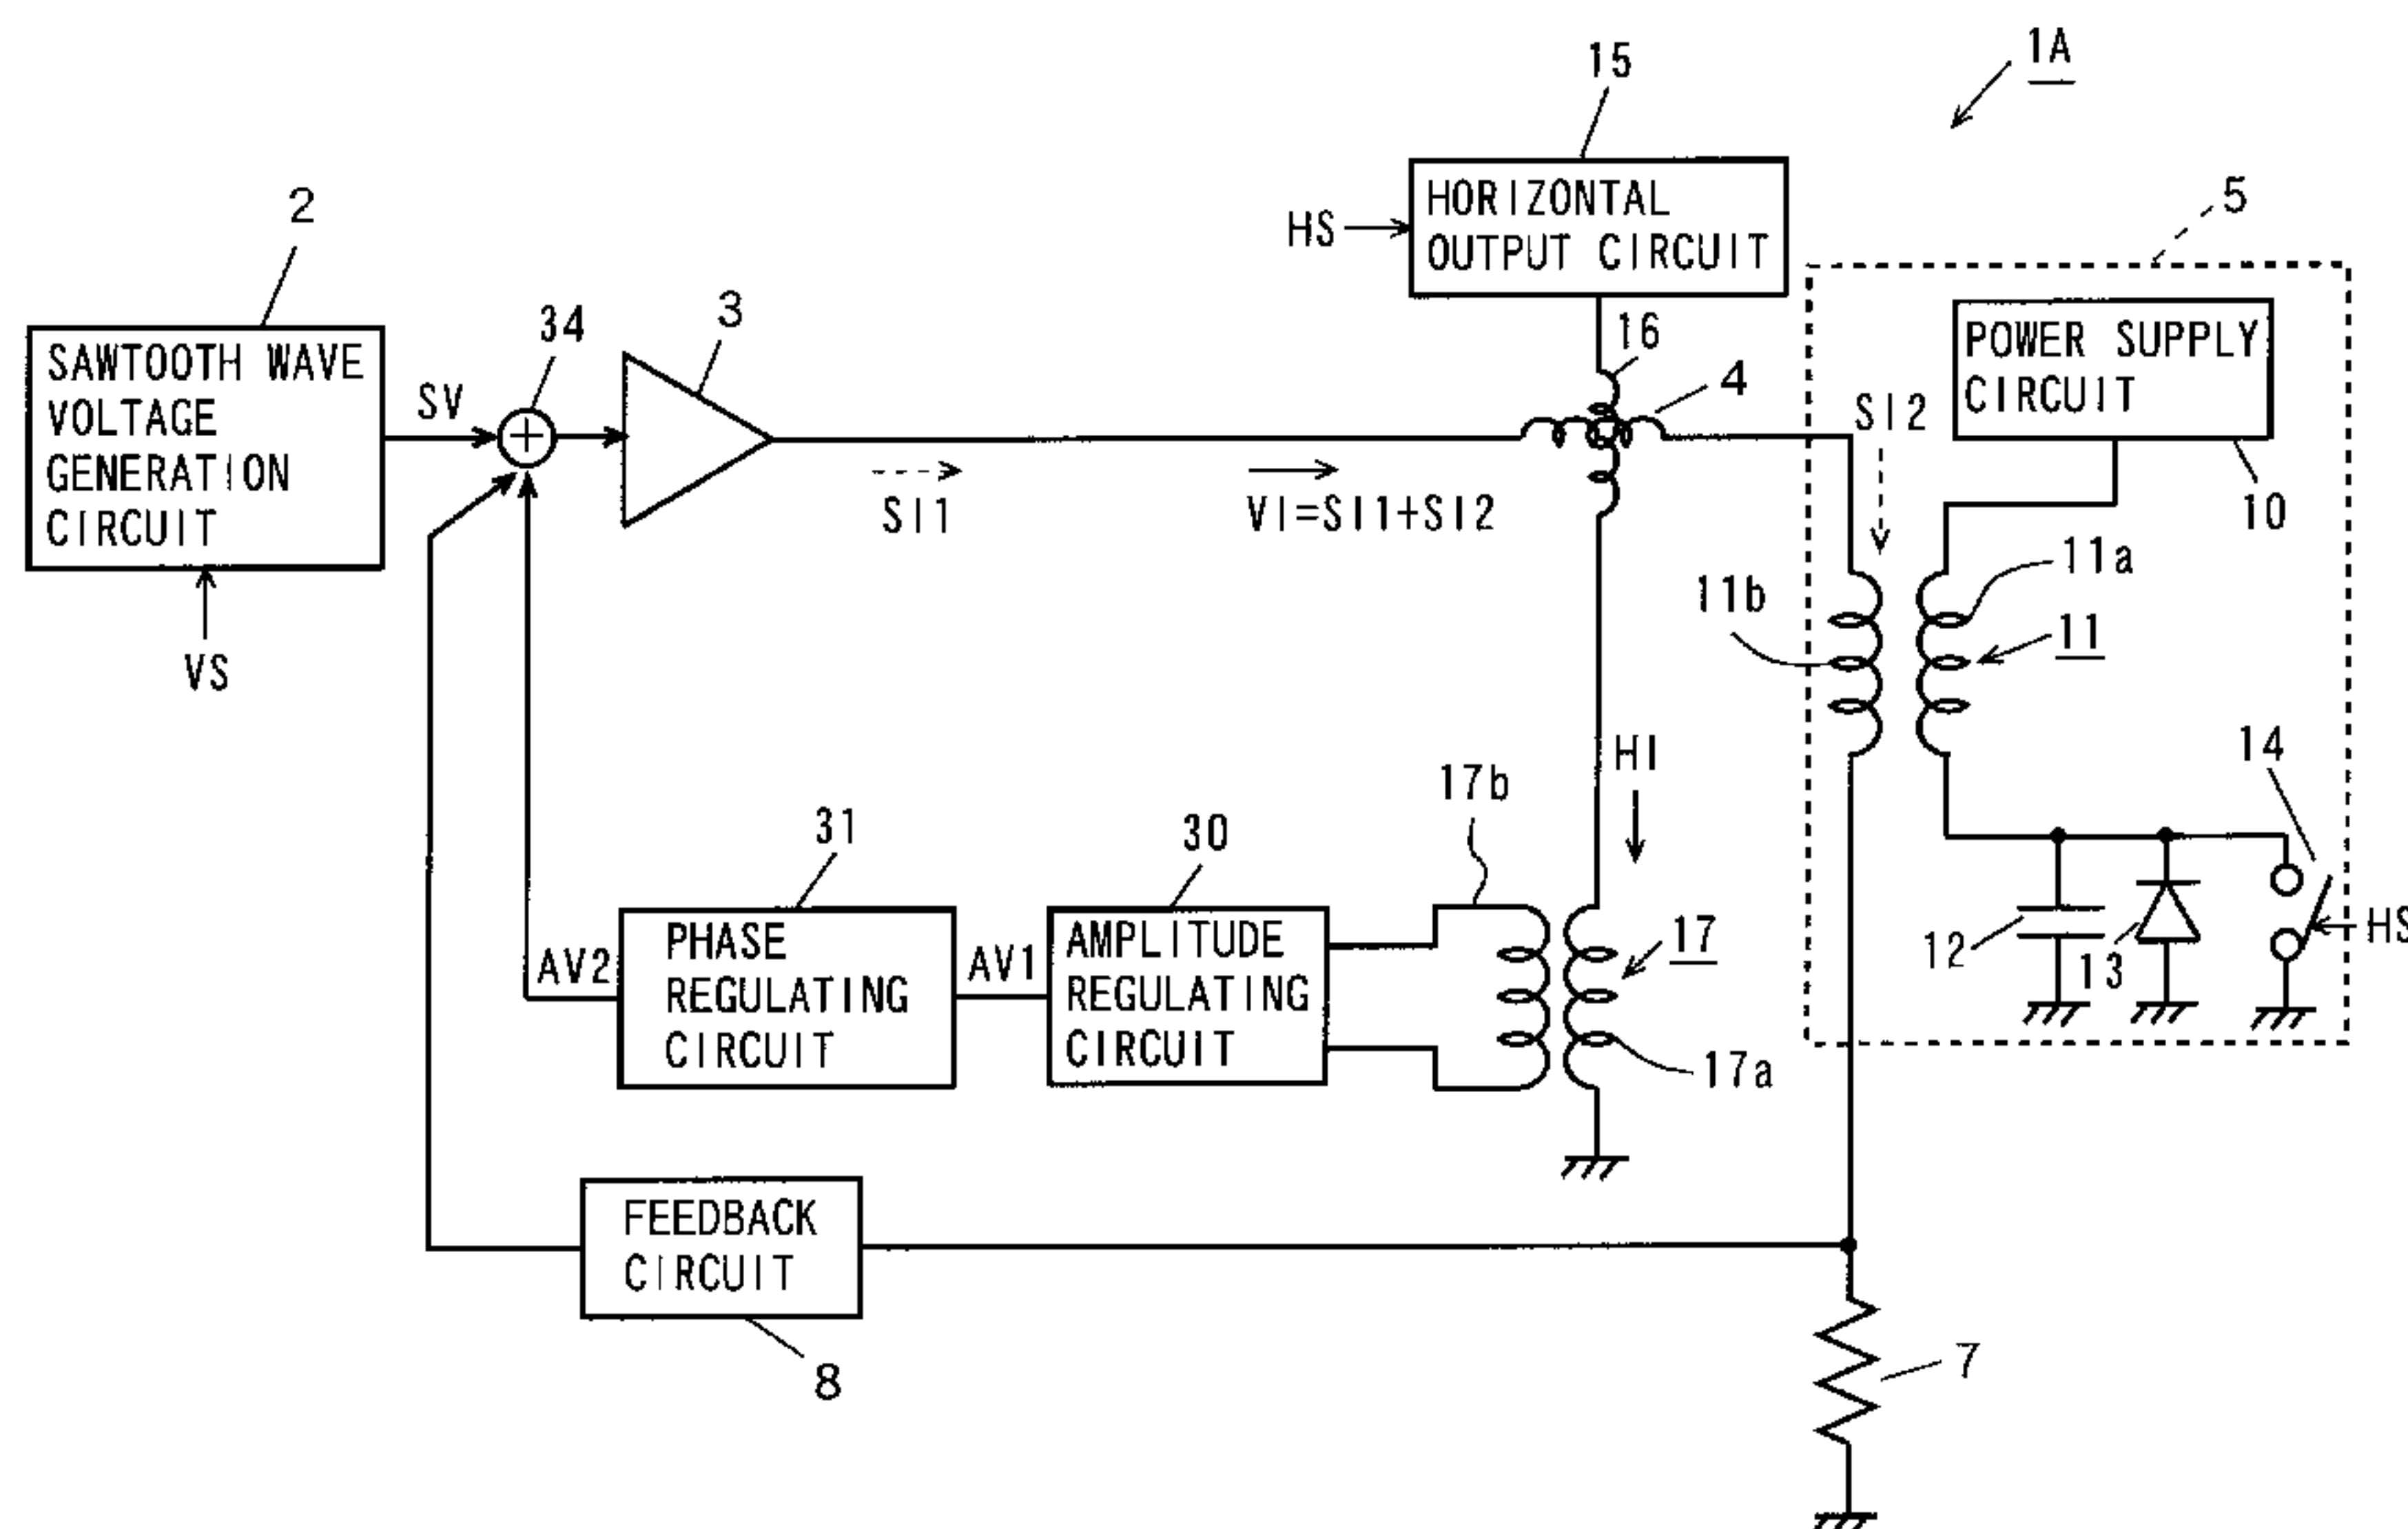 1A
15
HORIZONTAL
OUTPUT CIRCUIT
HS
5
2
34
3
16
4
POWER SUPPLY
CIRCUIT
SAWTOOTH WAVE
VOLTAGE
GENERATION
CIRCUIT
SV
SI2
10
SI1
VI=SI1+SI2
11a
11b
11
VS
HI
14
17b
31
30
17
12
13
HS
PHASE
REGULATING
CIRCUIT
AV2
AV1
AMPLITUDE
REGULATING
CIRCUIT
17a
FEEDBACK
CIRCUIT
8
7